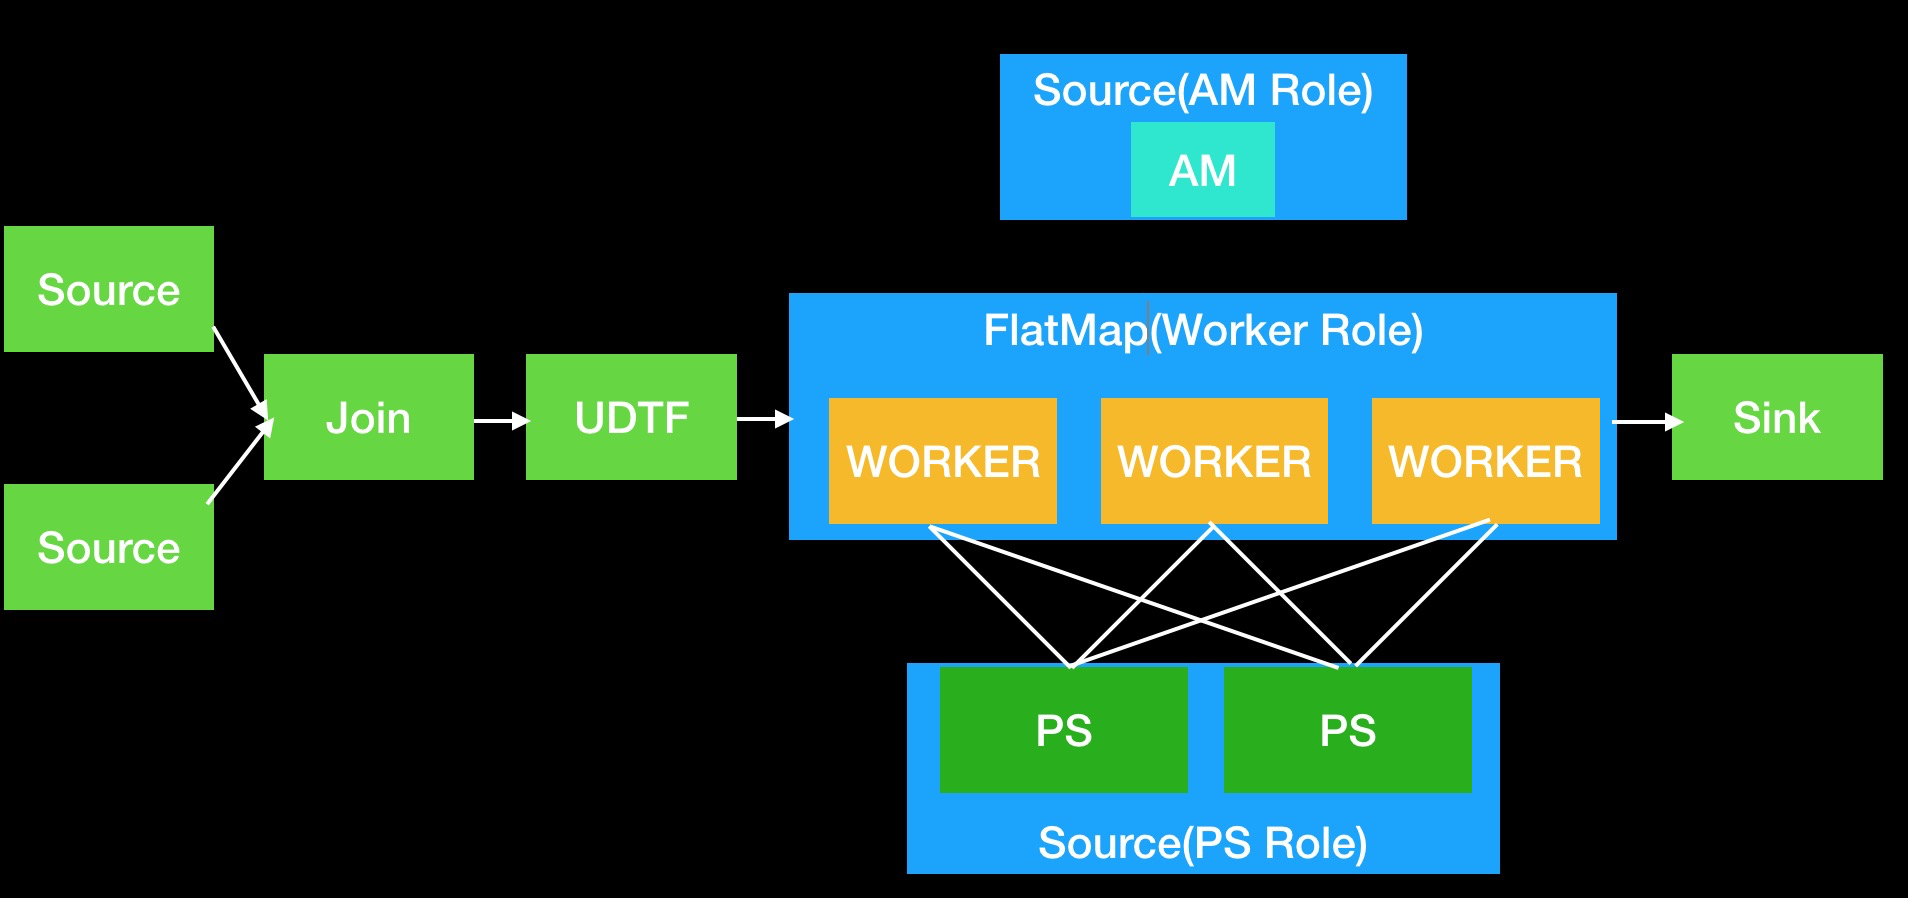 Source(AM Role)
AM
Source
Source
Join
UDTF
FlatMap(Worker Role)
WORKER
WORKER
WORKER
Sink
PS
PS
Source(PS Role)